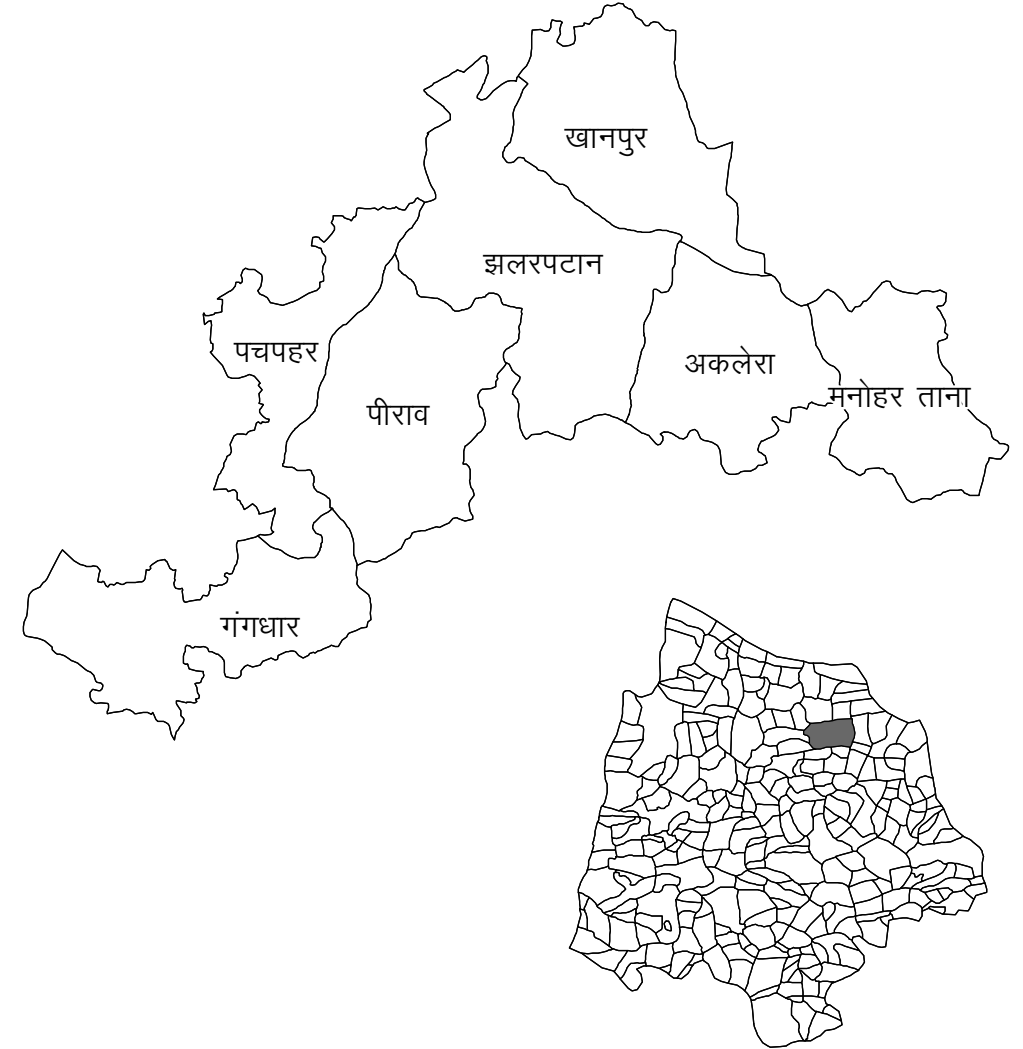 खानपुर
झलरपटान
पचपहर
अकलेरा
मनोहर ताना
पीराव
गंगधार